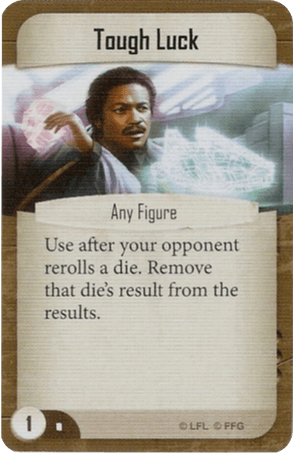 Tough Luck
Any Figure
Use after your opponent
rerolls a die. Remove
that die's result from the
results.
1
© LFL © FFG